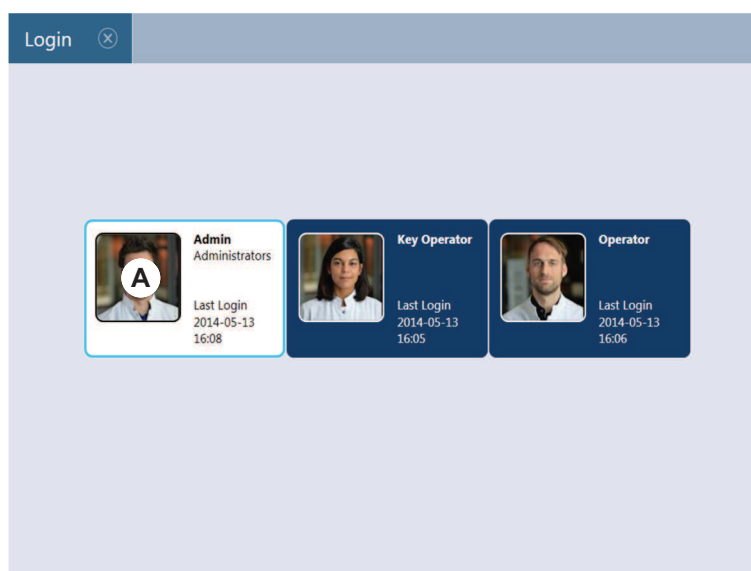 Login
Admin
Administrators
Last Login
2014-05-13
16:08
A
Key Operator
Last Login
2014-05-13
16:05
Operator
Last Login
2014-05-13
16:06